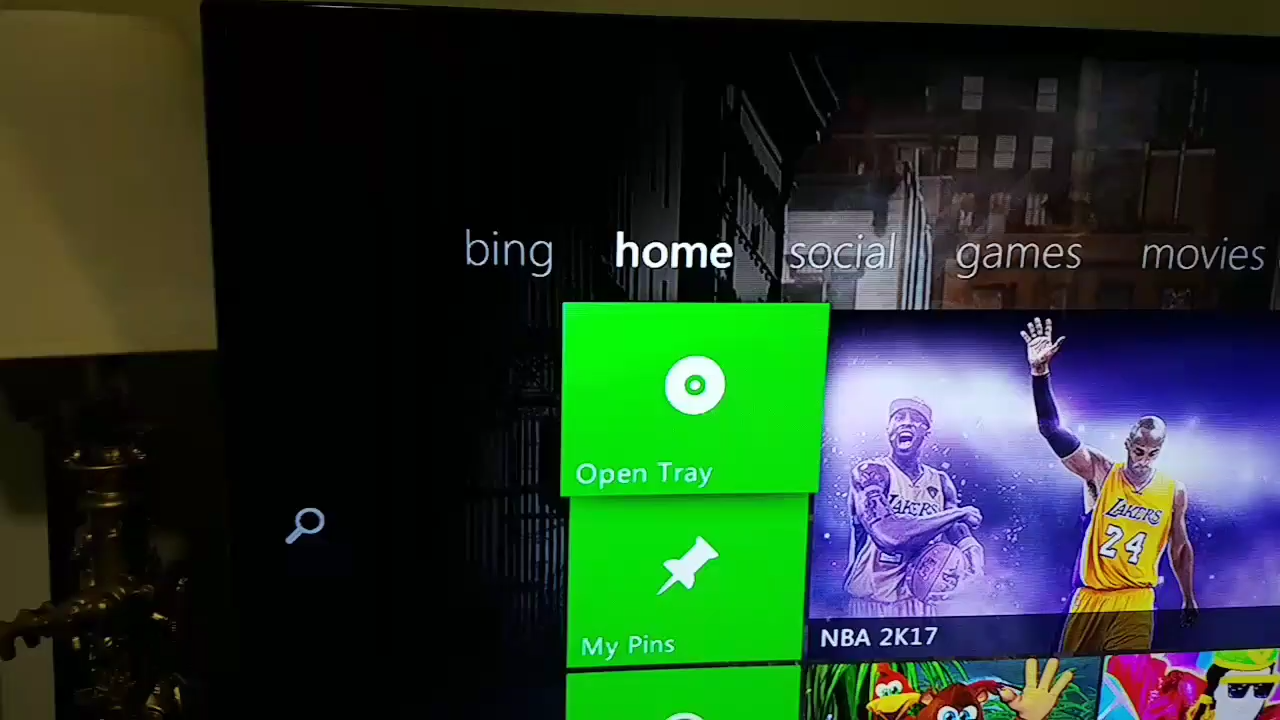 bing home social games movies
Open Tray
LAKERS
LAKERS
24
My Pins
NBA 2K17